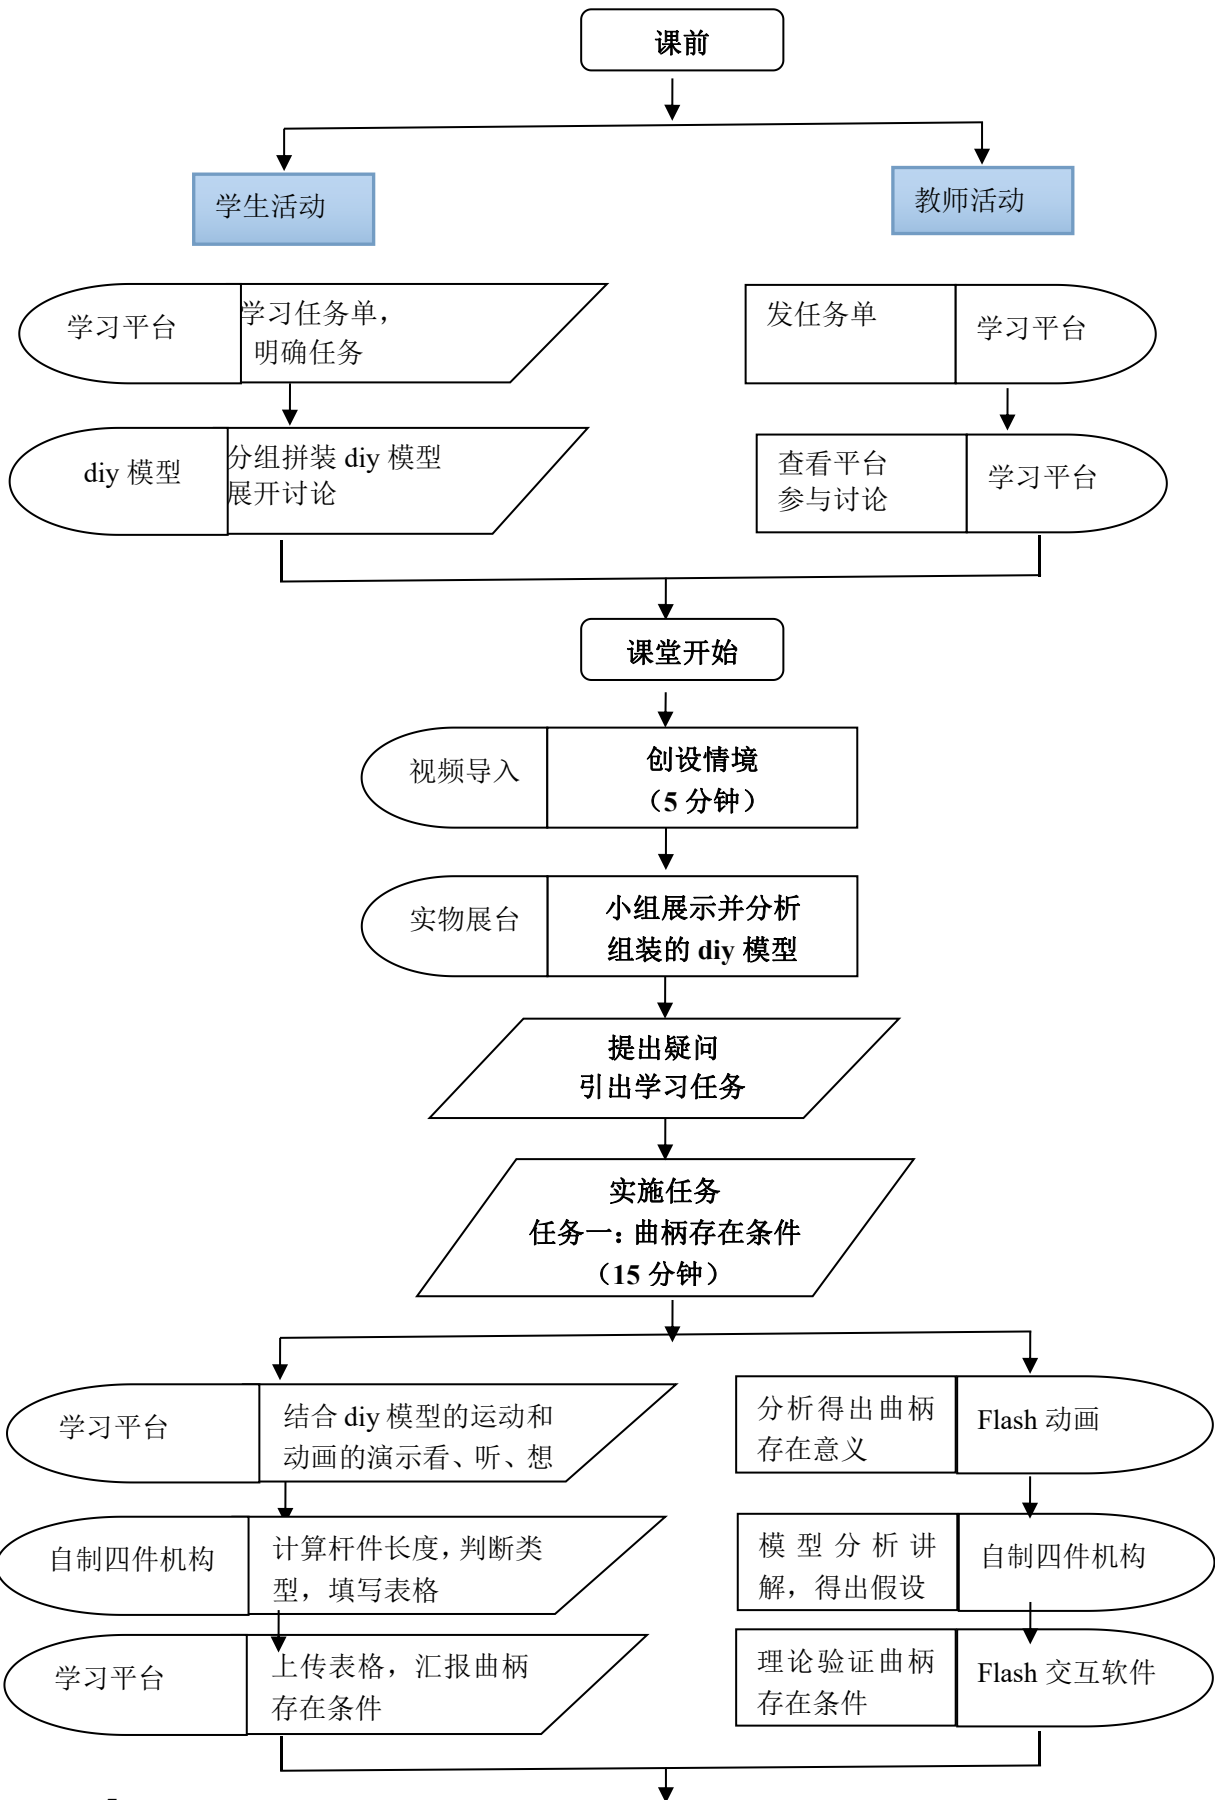 课前
学生活动
教师活动
学习平台
学习任务单，
明确任务
发任务单
学习平台
diy 模型
分组拼装 diy 模型
展开讨论
查看平台
参与讨论
学习平台
课堂开始
视频导入
创设情境
（5 分钟）
实物展台
小组展示并分析
组装的 diy 模型
提出疑问
引出学习任务
实施任务
任务一：曲柄存在条件
（15 分钟）
学习平台
结合 diy 模型的运动和
动画的演示看、听、想
分析得出曲柄
存在意义
Flash 动画
自制四件机构
计算杆件长度，判断类
型，填写表格
模型分析讲
解，得出假设
自制四件机构
学习平台
上传表格，汇报曲柄
存在条件
理论验证曲柄
存在条件
Flash 交互软件